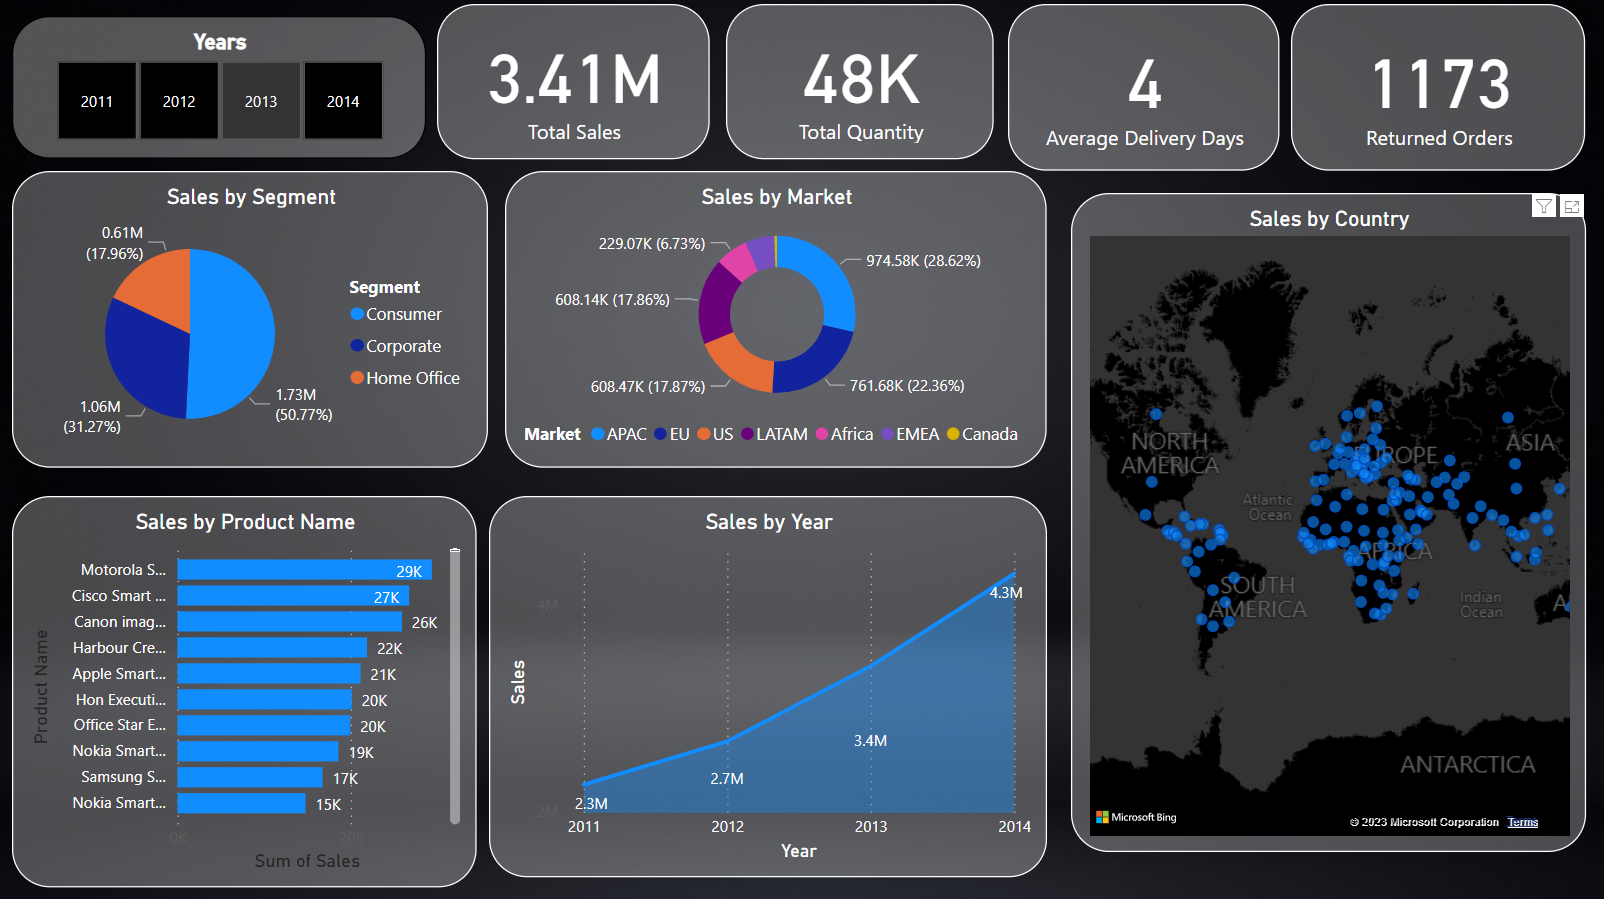 Years
2011
2012
2013
2014
3.41M
Total Sales
48K
Total Quantity
4
Average Delivery Days
1173
Returned Orders
Sales by Segment
0.61M
(17.96%)
1.06M
(31.27%)
1.73M
(50.77%)
Segment
Consumer
Corporate
Home Office
Sales by Market
229.07K (6.73%)
974.58K (28.62%)
608.14K (17.86%)
608.47K (17.87%)
761.68K (22.36%)
Market APAC EU US LATAM Africa EMEA Canada
Sales by Country
NORTH
AMERICA
EUROPE
ASIA
Atlantic
Ocean
AFRICA
SOUTH
AMERICA
Indian
Ocean
A
ANTARCTICA
Microsoft Bing
© 2023 Microsoft Corporation Terms
Sales by Product Name
Product Name
Motorola S... 29K
Cisco Smart ... 27K
Canon imag... 26K
Harbour Cre... 22K
Apple Smart... 21K
Hon Executi... 20K
Office Star E... 20K
Nokia Smart... 19K
Samsung S... 17K
Nokia Smart... 15K
0K 20K
Sum of Sales
Sales by Year
Sales
4M
2M
2.3M
2.7M
3.4M
4.3M
2011 2012 2013 2014
Year